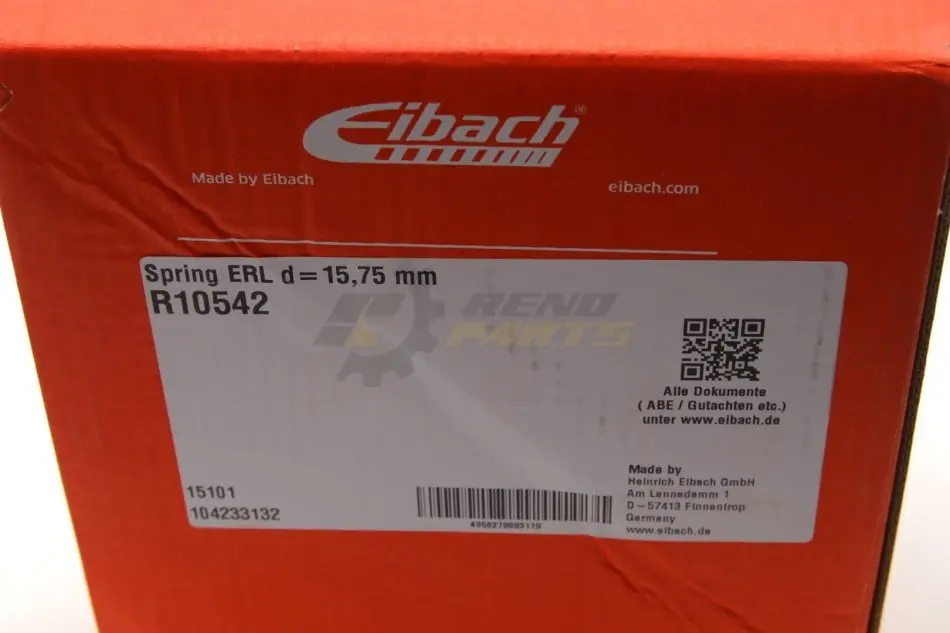 Eibach®
Made by Eibach
eibach.com
Spring ERL d=15,75 mm
R10542
RENO
PARTS
Alle Dokumente
( ABE / Gutachten etc.)
unter www.eibach.de
15101
104233132
Made by
Heinrich Eibach GmbH
Am Lennedamm 1
D-57413 Finnentrop
Germany
www.eibach.de